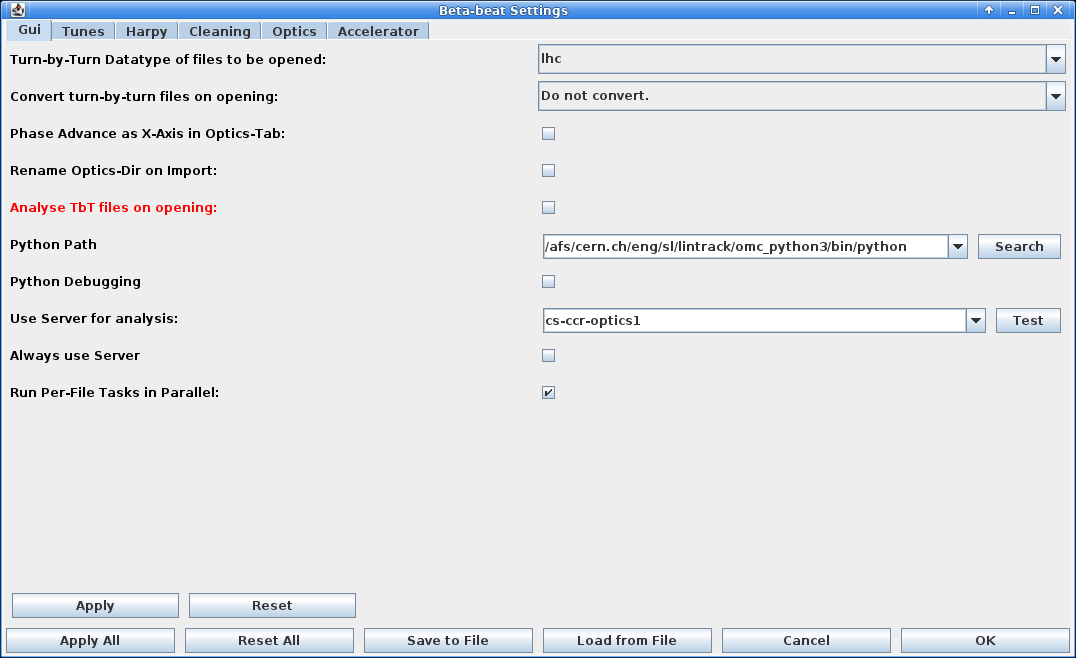 Beta-beat Settings
Gui Tunes Harpy Cleaning Optics Accelerator
Turn-by-Turn Datatype of files to be opened: lhc
Convert turn-by-turn files on opening: Do not convert.
Phase Advance as X-Axis in Optics-Tab:
Rename Optics-Dir on Import:
Analyse TbT files on opening:
Python Path /afs/cern.ch/eng/sl/lintrack/omc_python3/bin/python Search
Python Debugging
Use Server for analysis: cs-ccr-optics1 Test
Always use Server
Run Per-File Tasks in Parallel:
Apply Reset
Apply All Reset All Save to File Load from File Cancel OK